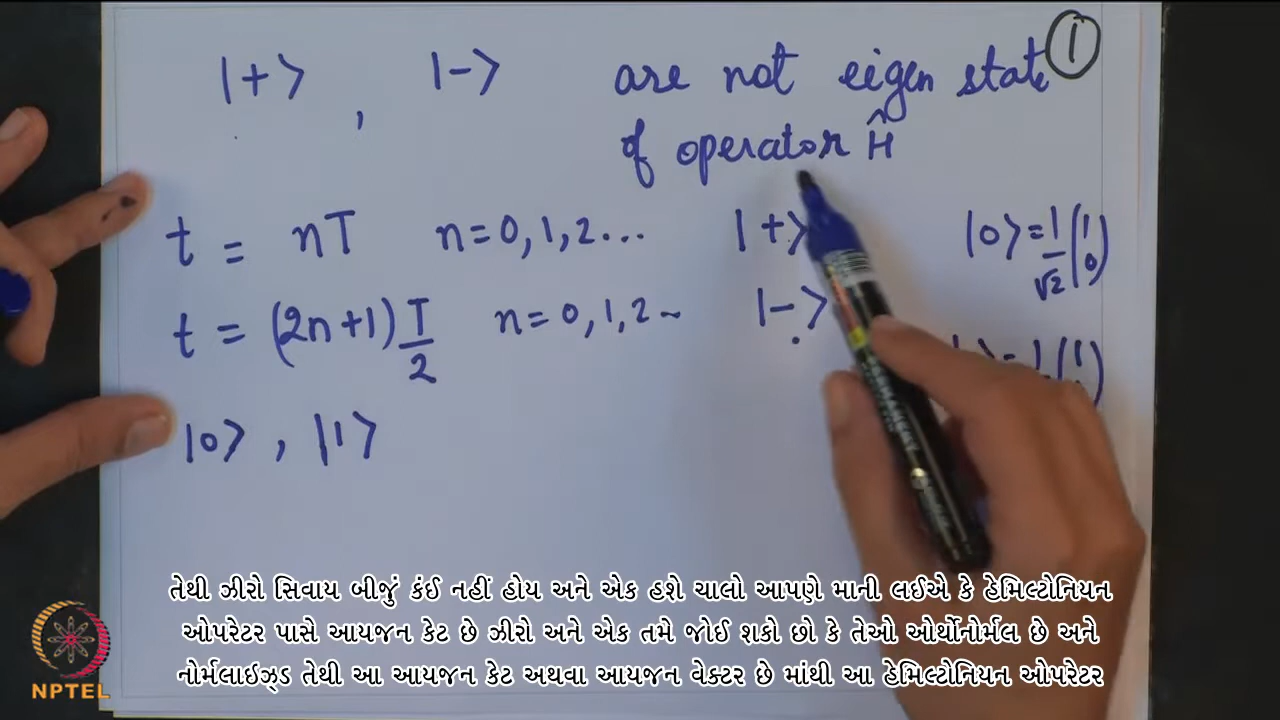 |+> , |-> are not eigen state ①
of operator Ĥ
t = nT n=0,1,2... |+> |0> = 1/√2 (1 0)
t = (2n+1) T/2 n=0,1,2~ |->
|0> , |1>
તેથી ઝીરો સિવાય બીજું કંઈ નહીં હોય અને એક હશે ચાલો આપણે માની લઈએ કે હેમિલ્ટોનિયન
ઓપરેટર પાસે આયજન કેટ છે ઝીરો અને એક તમે જોઈ શકો છો કે તેઓ ઓર્થોનોર્મલ છે અને
નોર્મલાઇઝ્ડ તેથી આ આયજન કેટ અથવા આયજન વેક્ટર છે માંથી આ હેમિલ્ટોનિયન ઓપરેટર
NPTEL